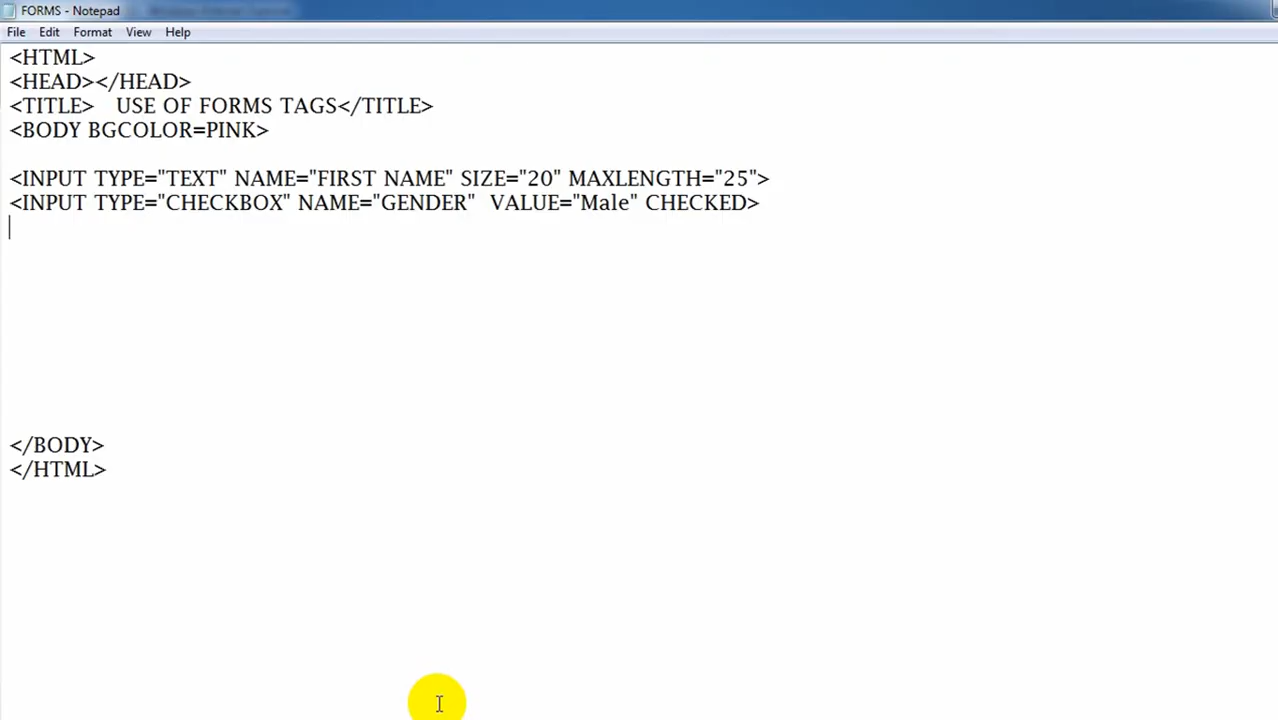 FORMS - Notepad
File Edit Format View Help
<HTML>
<HEAD></HEAD>
<TITLE>   USE OF FORMS TAGS</TITLE>
<BODY BGCOLOR=PINK>
<INPUT TYPE="TEXT" NAME="FIRST NAME" SIZE="20" MAXLENGTH="25">
<INPUT TYPE="CHECKBOX" NAME="GENDER"  VALUE="Male" CHECKED>
</BODY>
</HTML>